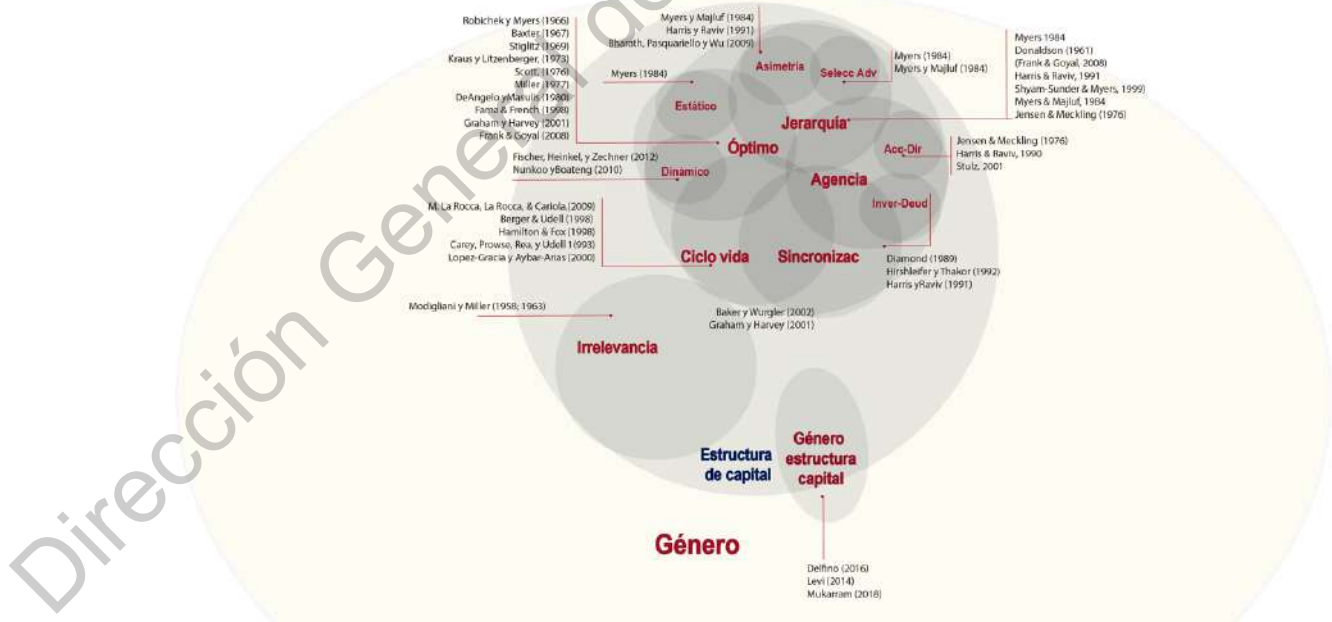 Robichek y Myers (1966)
Baxter (1967)
Stiglitz (1969)
Kraus y Litzenberger, (1973)
Scott, (1976)
Miller (1977)
DeAngelo yMasulis (1980)
Fama & French (1998)
Graham y Harvey (2001)
Frank & Goyal (2008)
Myers y Majluf (1984)
Harris y Raviv (1991)
Bharath, Pasquariello y Wu (2009)
Myers (1984)
Asimetría
Selecc Adv
Myers (1984)
Myers y Majluf (1984)
Myers 1984
Donaldson (1961)
(Frank & Goyal, 2008)
Harris & Raviv, 1991
Shyam-Sunder & Myers, 1999)
Myers & Majluf, 1984
Jensen & Meckling (1976)
Estático
Jerarquía
Óptimo
Acc-Dir
Jensen & Meckling (1976)
Harris & Raviv, 1990
Stulz, 2001
Fischer, Heinkel, y Zechner (2012)
Nunkoo yBoateng (2010)
Dinámico
Agencia
Inver-Deud
M. La Rocca, La Rocca, & Cariola, (2009)
Berger & Udell (1998)
Hamilton & Fox (1998)
Carey, Prowse, Rea, y Udell 1(993)
Lopez-Gracia y Aybar-Arias (2000)
Ciclo vida
Sincronizac
Diamond (1989)
Hirshleifer y Thakor (1992)
Harris yRaviv (1991)
Modigliani y Miller (1958; 1963)
Baker y Wurgler (2002)
Graham y Harvey (2001)
Irrelevancia
Estructura
de capital
Género
estructura
capital
Género
Delfino (2016)
Levi (2014)
Mukarram (2018)
Dirección General de